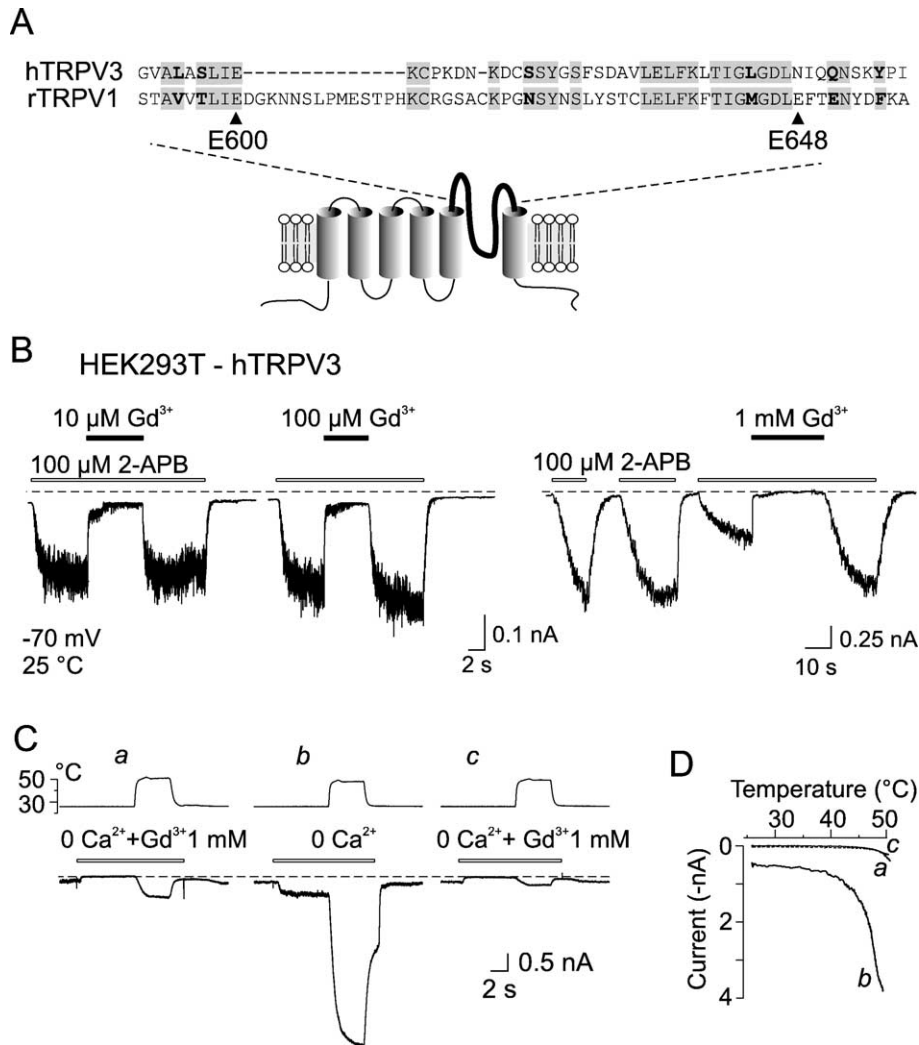 A
hTRPV3 GVALASLIE---------------KCPKDN-KDCSSYGSFSDAVLELFKLTIGLGDLNIQQNSKYPI
rTRPV1 STAVVTLIEDGKNNSLPMESTPHKCRGSACKPGNSYNSLYSTCLELFKFTIGMGDLEFTENYDFKA
E600 E648
B HEK293T - hTRPV3
10 µM Gd³⁺ 100 µM Gd³⁺ 1 mM Gd³⁺
100 µM 2-APB 100 µM 2-APB
-70 mV
25 °C
0.1 nA
2 s
0.25 nA
10 s
C
a b c
°C
50
30
0 Ca²⁺+Gd³⁺1 mM 0 Ca²⁺ 0 Ca²⁺ + Gd³⁺1 mM
0.5 nA
2 s
D
Temperature (°C)
30 40 50
Current (-nA)
0
2
4
c
a
b